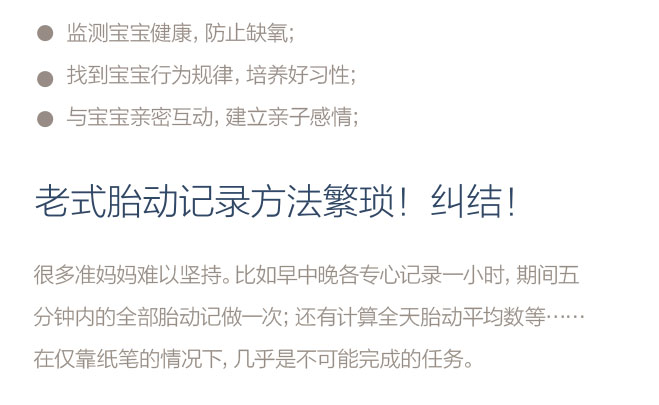 ● 监测宝宝健康, 防止缺氧;
● 找到宝宝行为规律, 培养好习性;
● 与宝宝亲密互动, 建立亲子感情;
老式胎动记录方法繁琐！纠结！
很多准妈妈难以坚持。比如早中晚各专心记录一小时, 期间五
分钟内的全部胎动记做一次; 还有计算全天胎动平均数等……
在仅靠纸笔的情况下, 几乎是不可能完成的任务。